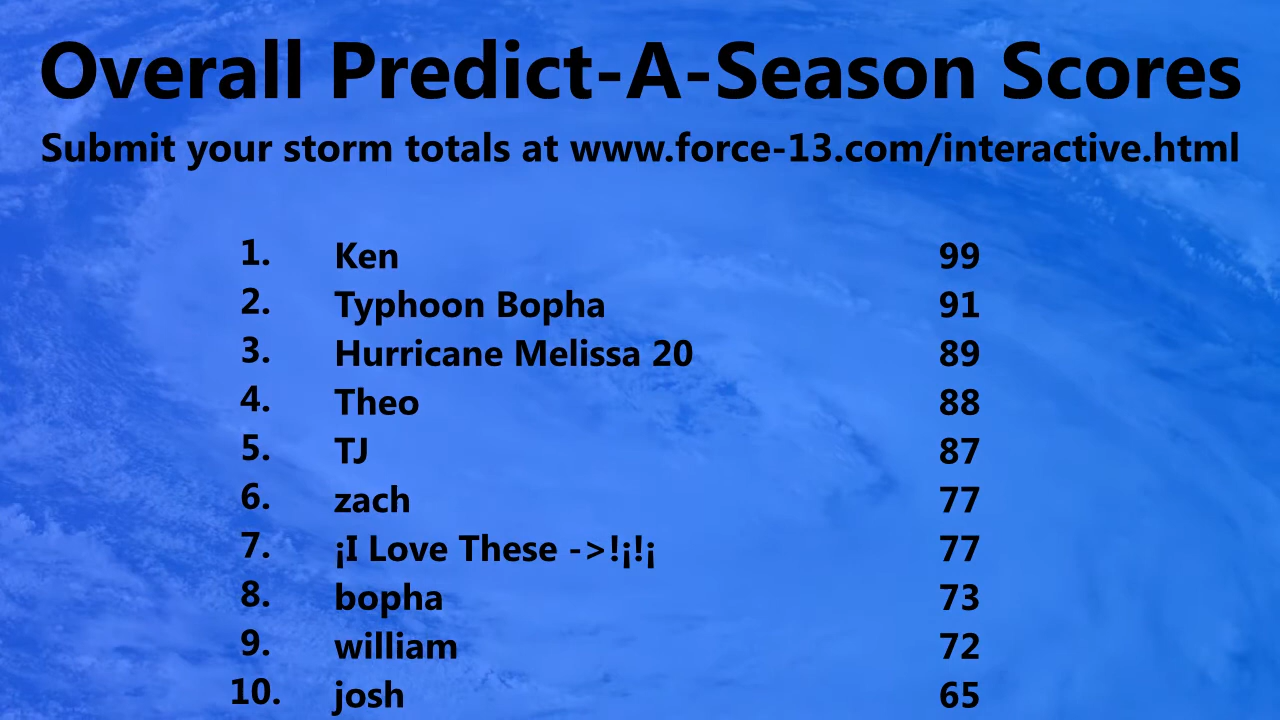 Overall Predict-A-Season Scores
Submit your storm totals at www.force-13.com/interactive.html
1. Ken 99
2. Typhoon Bopha 91
3. Hurricane Melissa 20 89
4. Theo 88
5. TJ 87
6. zach 77
7. ¡I Love These ->!¡!¡ 77
8. bopha 73
9. william 72
10. josh 65